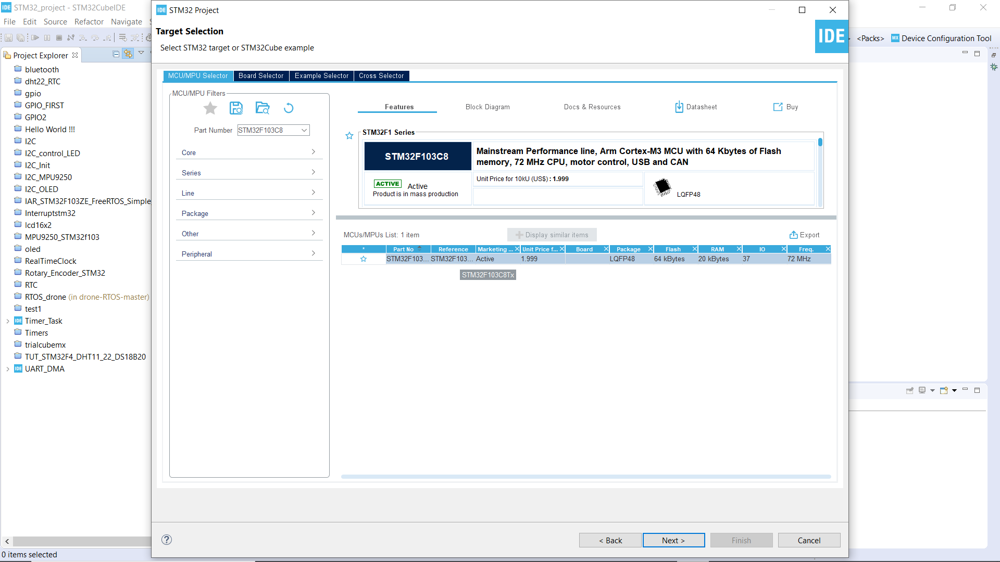 IDE STM32_project - STM32CubeIDE
File Edit Source Refactor Navigate
<Packs> MX Device Configuration Tool
Project Explorer
bluetooth
dht22_RTC
gpio
GPIO_FIRST
GPIO2
Hello World !!!
I2C
I2C_control_LED
I2C_Init
I2C_MPU9250
I2C_OLED
IAR_STM32F103ZE_FreeRTOS_Simple_
Interruptstm32
lcd16x2
MPU9250_STM32f103
oled
RealTimeClock
Rotary_Encoder_STM32
RTC
RTOS_drone (in drone-RTOS-master)
test1
IDE Timer_Task
Timers
trialcubemx
TUT_STM32F4_DHT11_22_DS18B20
IDE UART_DMA
0 items selected
IDE STM32 Project
Target Selection
Select STM32 target or STM32Cube example
IDE
MCU/MPU Selector Board Selector Example Selector Cross Selector
MCU/MPU Filters
Part Number STM32F103C8
Core
Series
Line
Package
Other
Peripheral
Features Block Diagram Docs & Resources Datasheet Buy
STM32F1 Series
STM32F103C8
Mainstream Performance line, Arm Cortex-M3 MCU with 64 Kbytes of Flash
memory, 72 MHz CPU, motor control, USB and CAN
ACTIVE Active
Product is in mass production
Unit Price for 10kU (US$) : 1.999
LQFP48
MCUs/MPUs List: 1 item + Display similar items Export
* Part No Reference Marketing ... Unit Price f... Board Package Flash RAM IO Freq.
STM32F103... STM32F103... Active 1.999 LQFP48 64 kBytes 20 kBytes 37 72 MHz
STM32F103C8Tx
? < Back Next > Finish Cancel